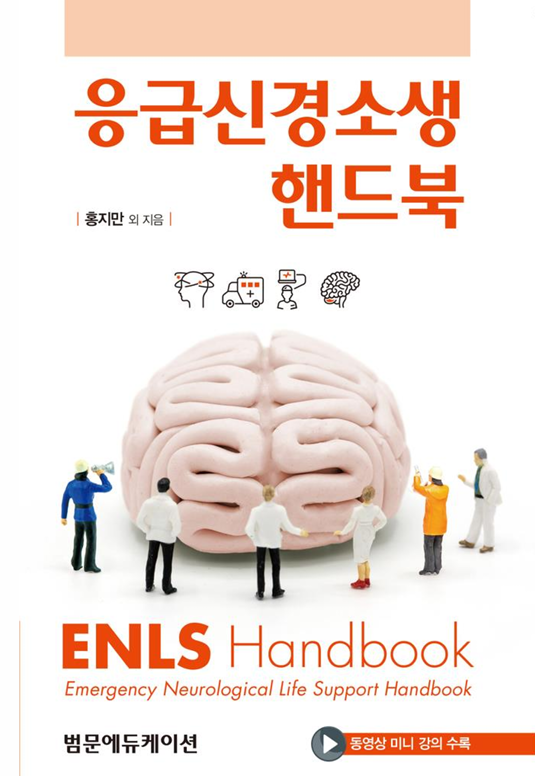 응급신경소생
핸드북
| 홍지만 외 지음 |
ENLS Handbook
Emergency Neurological Life Support Handbook
범문에듀케이션
동영상 미니 강의 수록